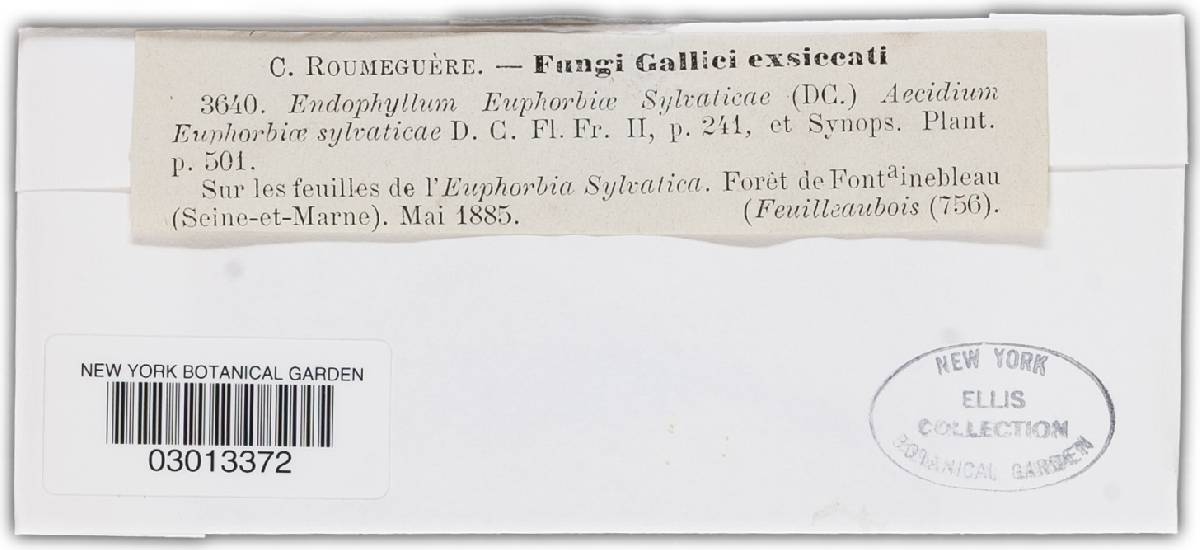 C. ROUMEGUÈRE. — Fungi Gallici exsiccati
3640. Endophyllum Euphorbiæ Sylvaticae (DC.) Aecidium
Euphorbiæ sylvaticae D. C. Fl. Fr. II, p. 241, et Synops. Plant.
p. 501.
Sur les feuilles de l'Euphorbia Sylvatica. Forêt de Fontainebleau
(Seine-et-Marne). Mai 1885. (Feuilleaubois (756).
NEW YORK BOTANICAL GARDEN
03013372
NEW YORK
ELLIS
COLLECTION
BOTANICAL GARDEN